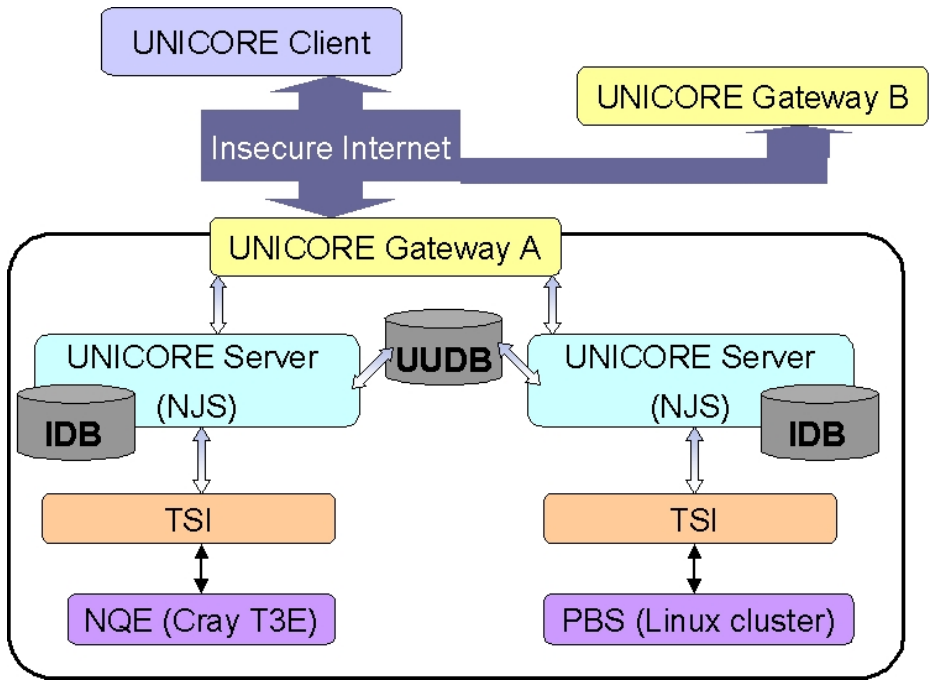 UNICORE Client
UNICORE Gateway B
Insecure Internet
UNICORE Gateway A
UNICORE Server
(NJS)
IDB
UUDB
UNICORE Server
(NJS)
IDB
TSI
TSI
NQE (Cray T3E)
PBS (Linux cluster)